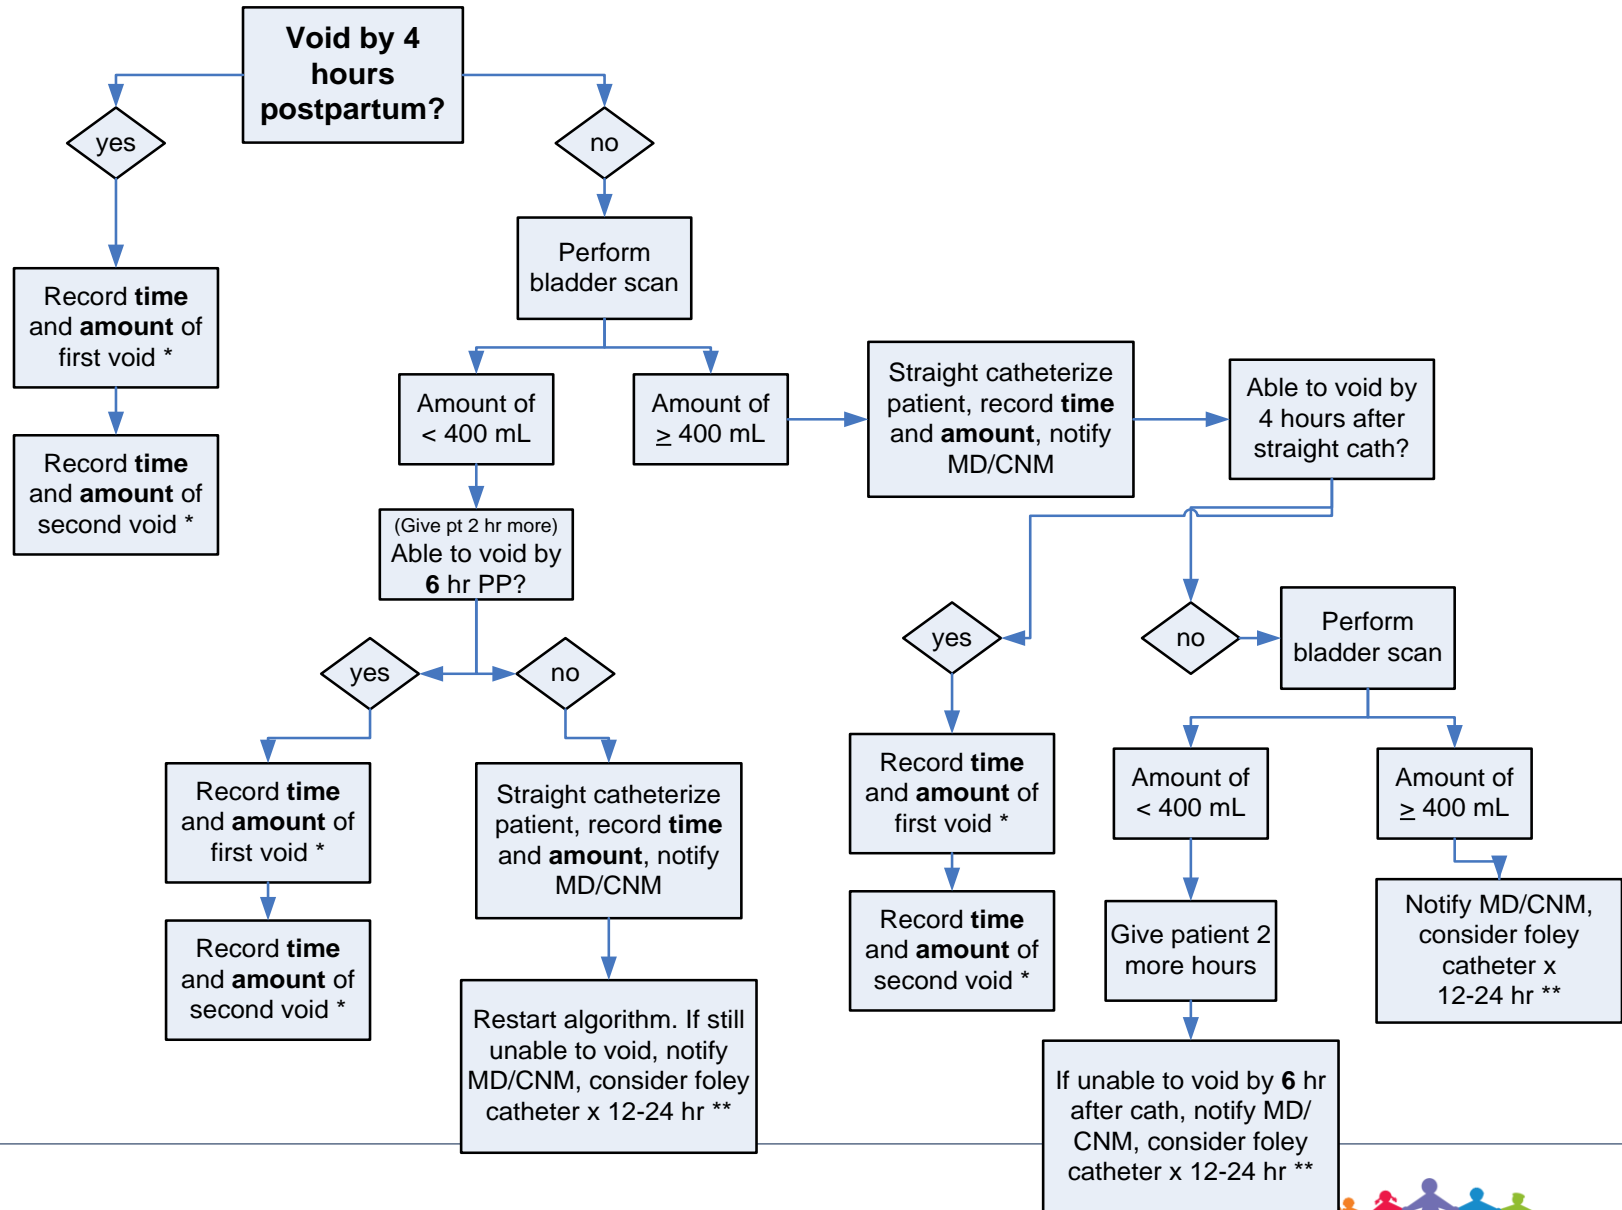 Void by 4
hours
postpartum?
yes
no
Record time
and amount of
first void *
Record time
and amount of
second void *
Perform
bladder scan
Amount of
< 400 mL
Amount of
≥ 400 mL
Straight catheterize
patient, record time
and amount, notify
MD/CNM
Able to void by
4 hours after
straight cath?
(Give pt 2 hr more)
Able to void by
6 hr PP?
yes
no
Record time
and amount of
first void *
Record time
and amount of
second void *
Straight catheterize
patient, record time
and amount, notify
MD/CNM
Restart algorithm. If still
unable to void, notify
MD/CNM, consider foley
catheter x 12-24 hr **
yes
no
Perform
bladder scan
Record time
and amount of
first void *
Record time
and amount of
second void *
Amount of
< 400 mL
Amount of
≥ 400 mL
Give patient 2
more hours
If unable to void by 6 hr
after cath, notify MD/
CNM, consider foley
catheter x 12-24 hr **
Notify MD/CNM,
consider foley
catheter x
12-24 hr **